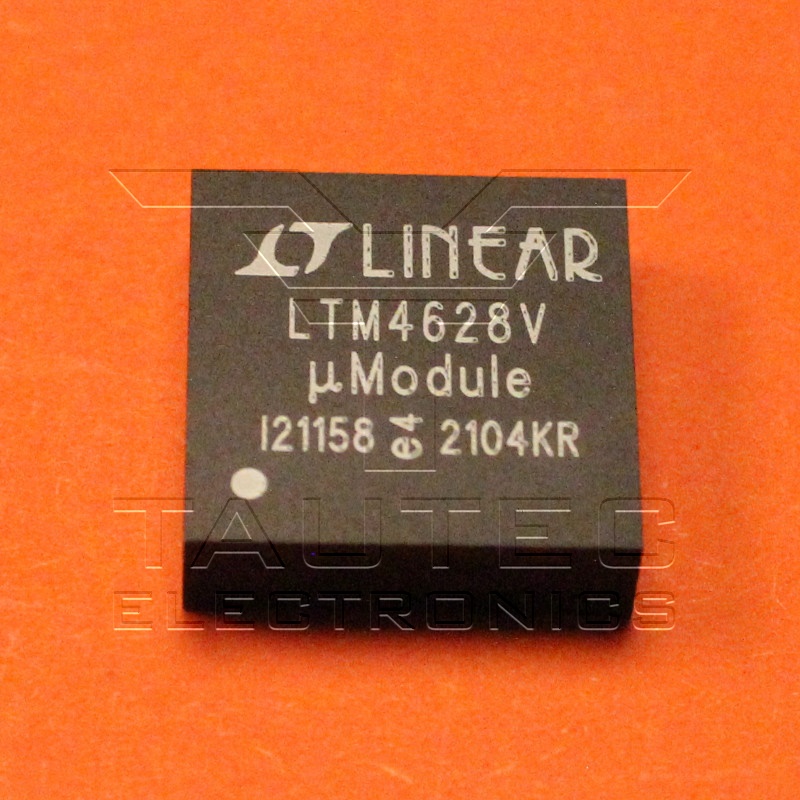 LT LINEAR
LTM4628V
µModule
I21158 e4 2104KR
TAUTEC
ELECTRONICS